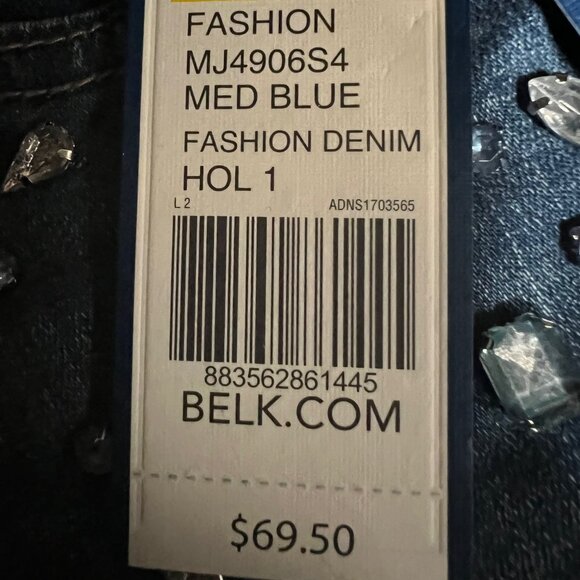 FASHION
MJ4906S4
MED BLUE
FASHION DENIM
HOL 1
L 2 ADNS1703565
883562861445
BELK.COM
$69.50